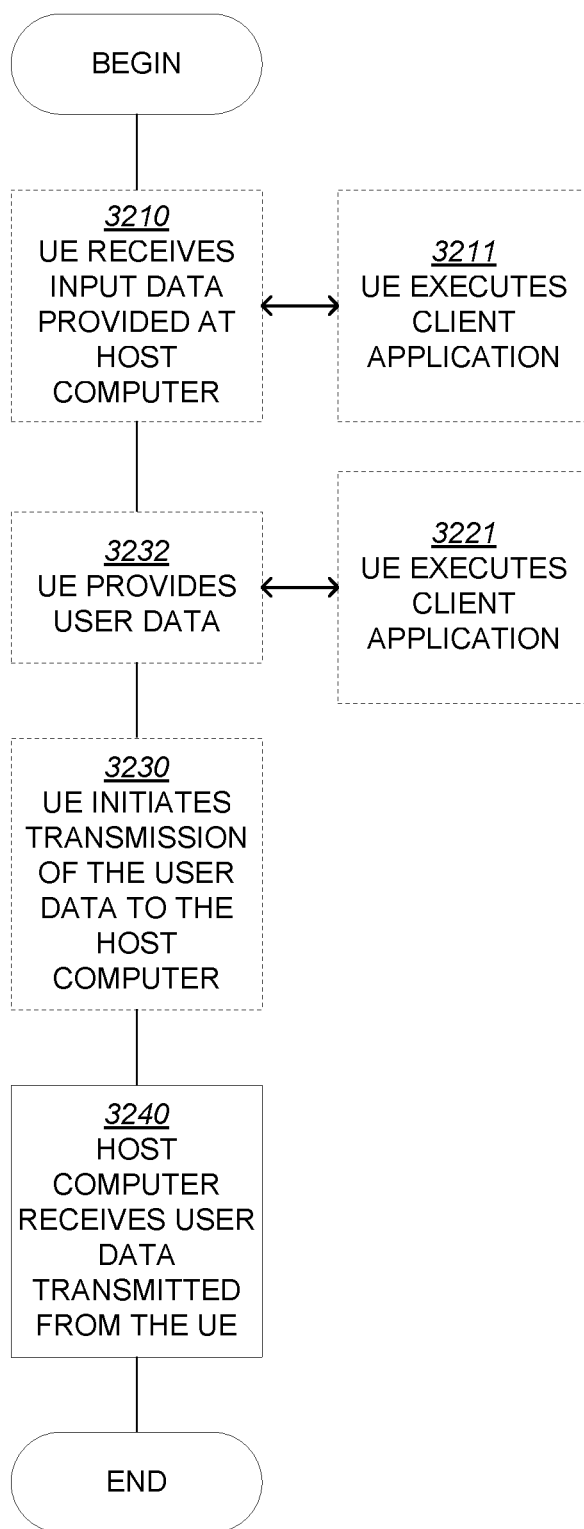 BEGIN
3210
UE RECEIVES
INPUT DATA
PROVIDED AT
HOST
COMPUTER
3211
UE EXECUTES
CLIENT
APPLICATION
3232
UE PROVIDES
USER DATA
3221
UE EXECUTES
CLIENT
APPLICATION
3230
UE INITIATES
TRANSMISSION
OF THE USER
DATA TO THE
HOST
COMPUTER
3240
HOST
COMPUTER
RECEIVES USER
DATA
TRANSMITTED
FROM THE UE
END